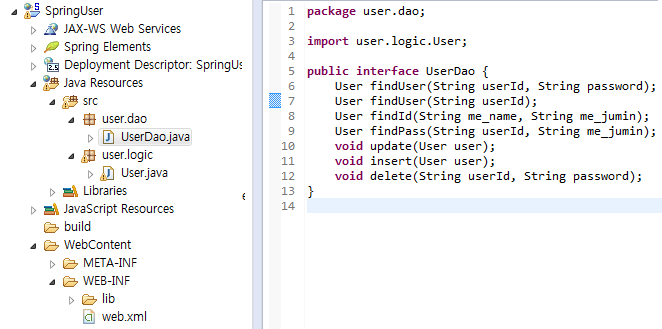 SpringUser
JAX-WS Web Services
Spring Elements
Deployment Descriptor: SpringUs
Java Resources
src
user.dao
UserDao.java
user.logic
User.java
Libraries
JavaScript Resources
build
WebContent
META-INF
WEB-INF
lib
web.xml
e
1 package user.dao;
2
3 import user.logic.User;
4
5 public interface UserDao {
6 User findUser(String userId, String password);
7 User findUser(String userId);
8 User findId(String me_name, String me_jumin);
9 User findPass(String userId, String me_jumin);
10 void update(User user);
11 void insert(User user);
12 void delete(String userId, String password);
13 }
14